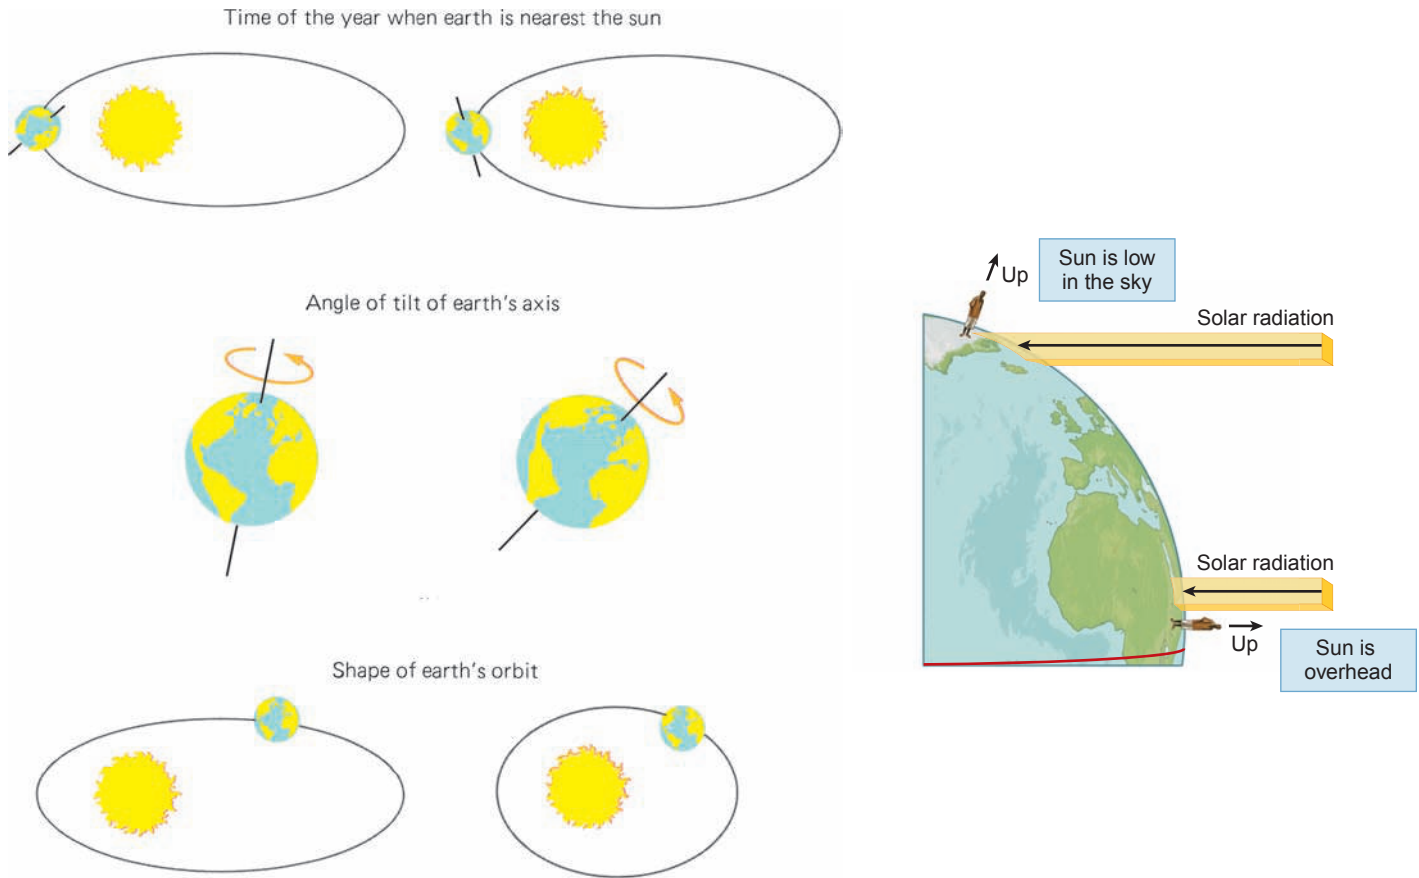 Time of the year when earth is nearest the sun
Angle of tilt of earth's axis
Shape of earth's orbit
Up
Sun is low
in the sky
Solar radiation
Solar radiation
Up
Sun is
overhead